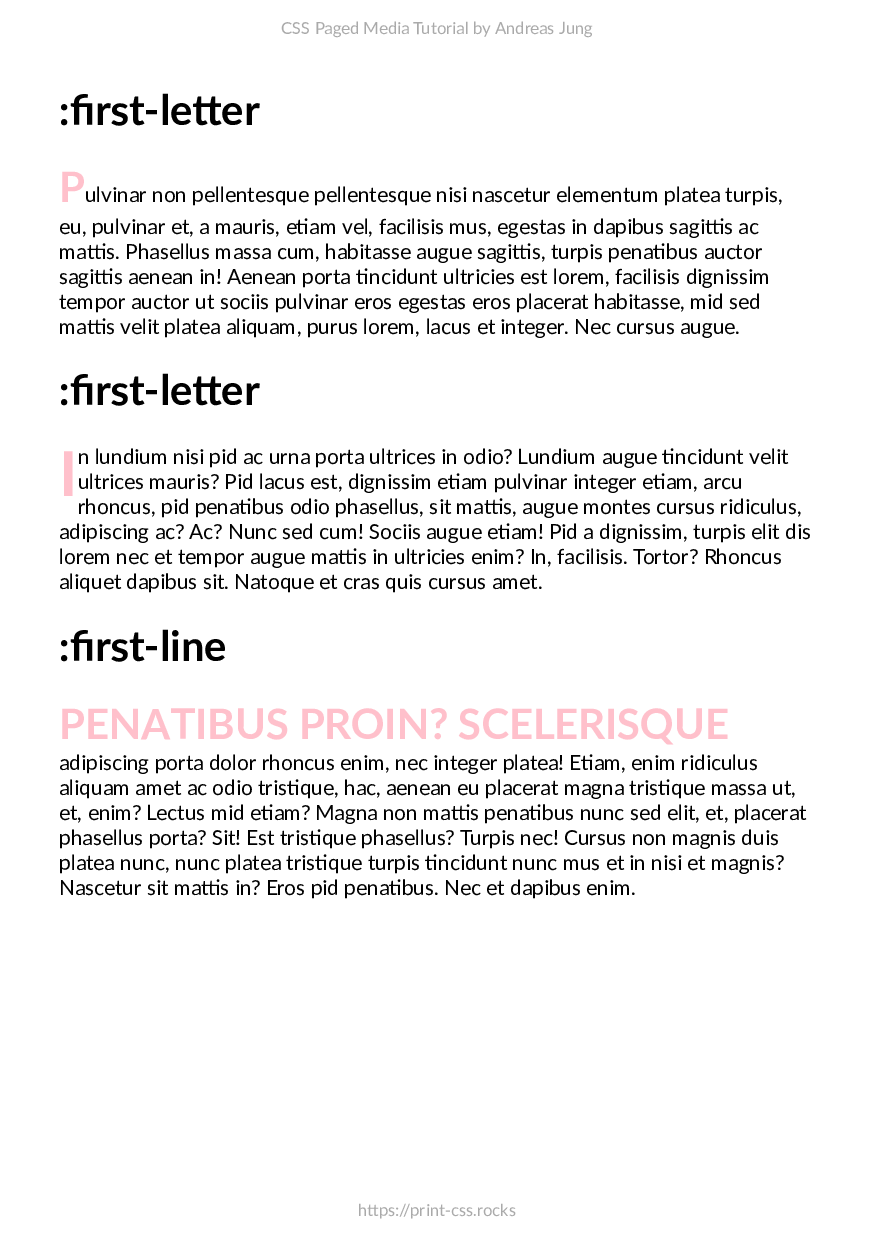 CSS Paged Media Tutorial by Andreas Jung
:first-letter
Pulvinar non pellentesque pellentesque nisi nascetur elementum platea turpis,
eu, pulvinar et, a mauris, etiam vel, facilisis mus, egestas in dapibus sagittis ac
mattis. Phasellus massa cum, habitasse augue sagittis, turpis penatibus auctor
sagittis aenean in! Aenean porta tincidunt ultricies est lorem, facilisis dignissim
tempor auctor ut sociis pulvinar eros egestas eros placerat habitasse, mid sed
mattis velit platea aliquam, purus lorem, lacus et integer. Nec cursus augue.
:first-letter
In lundium nisi pid ac urna porta ultrices in odio? Lundium augue tincidunt velit
ultrices mauris? Pid lacus est, dignissim etiam pulvinar integer etiam, arcu
rhoncus, pid penatibus odio phasellus, sit mattis, augue montes cursus ridiculus,
adipiscing ac? Ac? Nunc sed cum! Sociis augue etiam! Pid a dignissim, turpis elit dis
lorem nec et tempor augue mattis in ultricies enim? In, facilisis. Tortor? Rhoncus
aliquet dapibus sit. Natoque et cras quis cursus amet.
:first-line
PENATIBUS PROIN? SCELERISQUE
adipiscing porta dolor rhoncus enim, nec integer platea! Etiam, enim ridiculus
aliquam amet ac odio tristique, hac, aenean eu placerat magna tristique massa ut,
et, enim? Lectus mid etiam? Magna non mattis penatibus nunc sed elit, et, placerat
phasellus porta? Sit! Est tristique phasellus? Turpis nec! Cursus non magnis duis
platea nunc, nunc platea tristique turpis tincidunt nunc mus et in nisi et magnis?
Nascetur sit mattis in? Eros pid penatibus. Nec et dapibus enim.
https://print-css.rocks